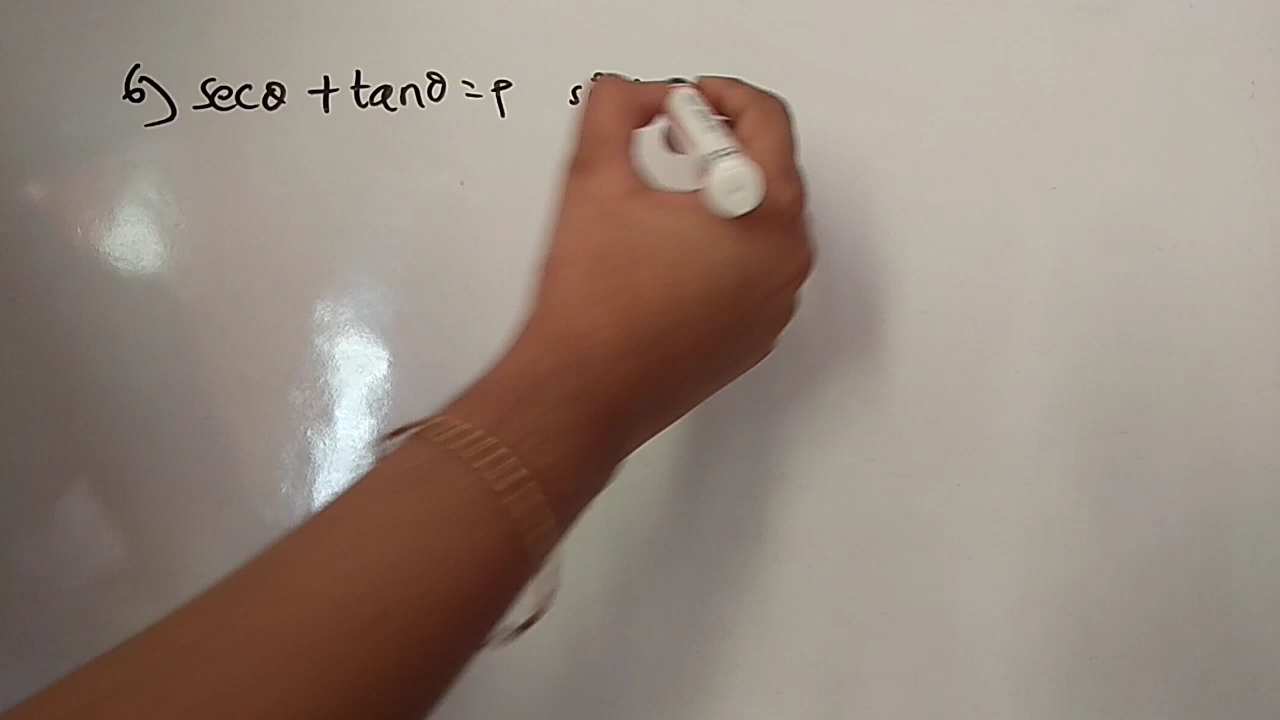 6) secθ + tanθ = p